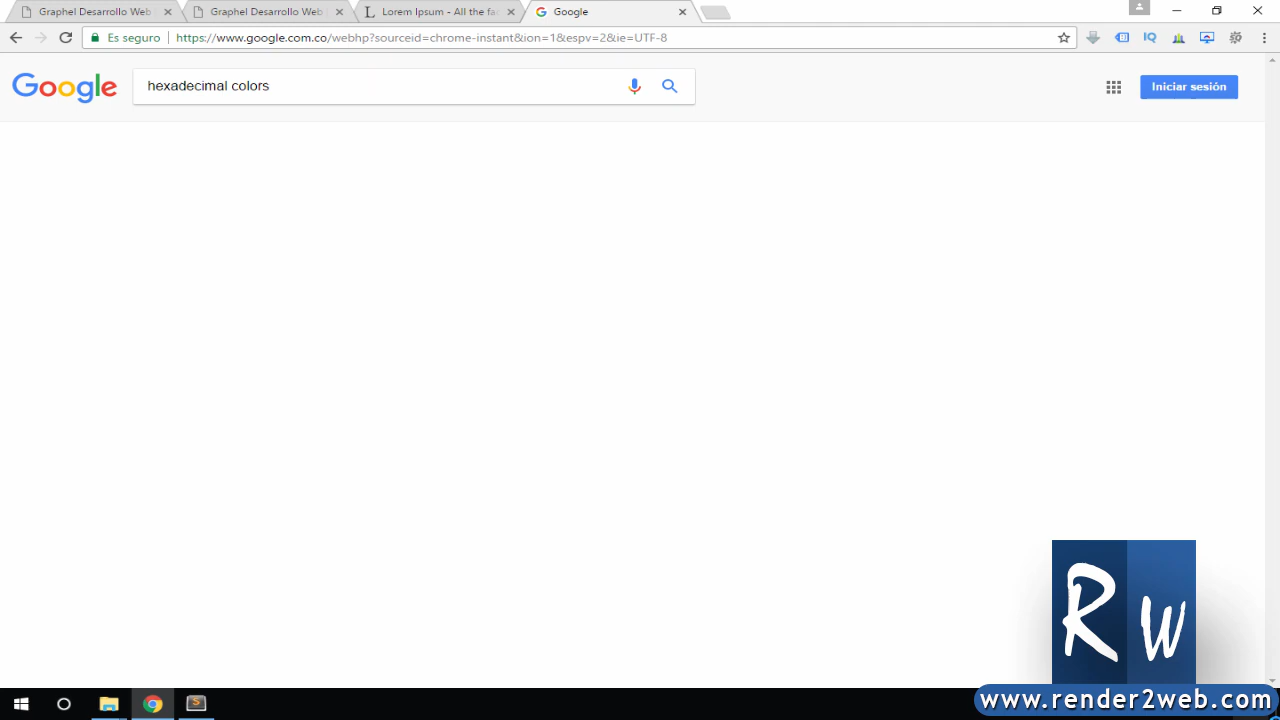 Graphel Desarrollo Web
Graphel Desarrollo Web
Lorem Ipsum - All the fac
Google
Es seguro
https://www.google.com.co/webhp?sourceid=chrome-instant&ion=1&espv=2&ie=UTF-8
IQ
Google
hexadecimal colors
Iniciar sesión
RW
www.render2web.com